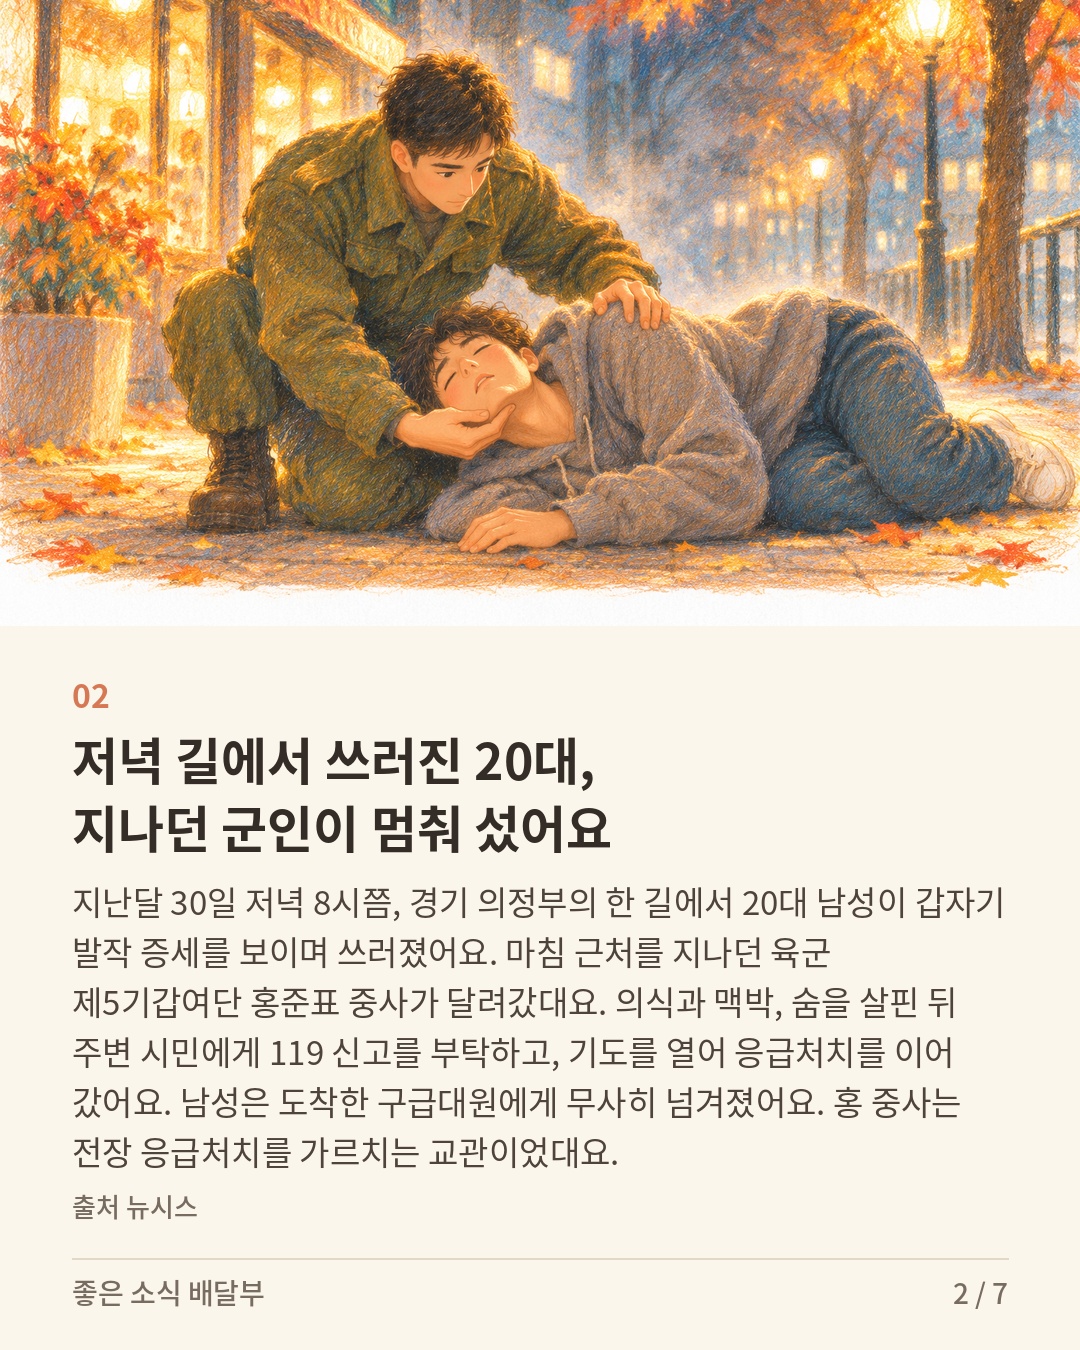 02
저녁 길에서 쓰러진 20대,
지나던 군인이 멈춰 섰어요
지난달 30일 저녁 8시쯤, 경기 의정부의 한 길에서 20대 남성이 갑자기
발작 증세를 보이며 쓰러졌어요. 마침 근처를 지나던 육군
제5기갑여단 홍준표 중사가 달려갔대요. 의식과 맥박, 숨을 살핀 뒤
주변 시민에게 119 신고를 부탁하고, 기도를 열어 응급처치를 이어
갔어요. 남성은 도착한 구급대원에게 무사히 넘겨졌어요. 홍 중사는
전장 응급처치를 가르치는 교관이었대요.
출처 뉴시스
좋은 소식 배달부
2 / 7